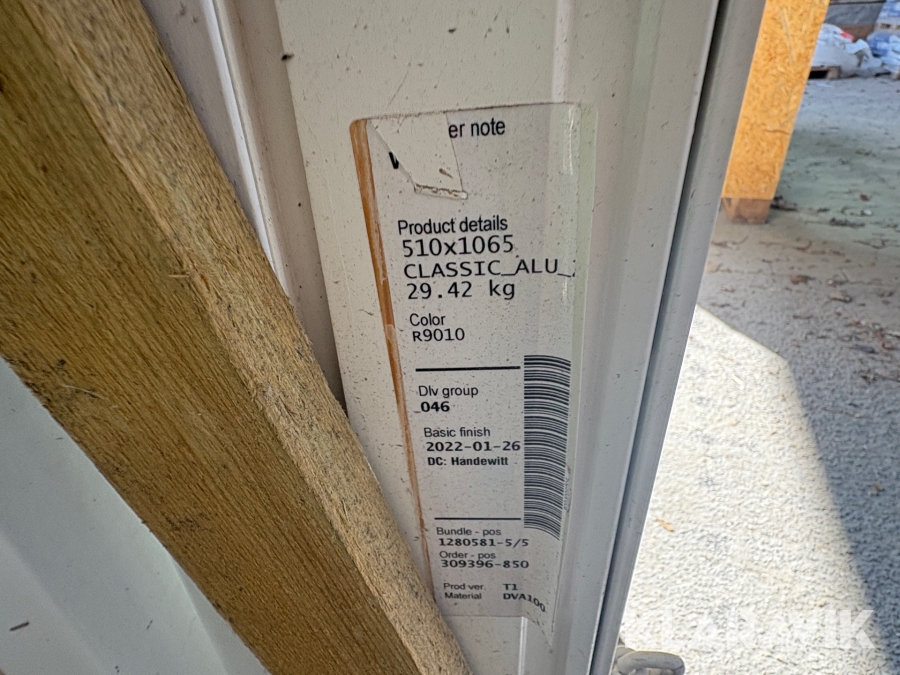 er note
Product details
510x1065
CLASSIC_ALU_
29.42 kg
Color
R9010
Dlv group
_046
Basic finish
2022-01-26
DC: Handewitt
Bundle - pos
1280581-5/5
Order - pos
309396-850
Prod ver. T1
Material DVA100